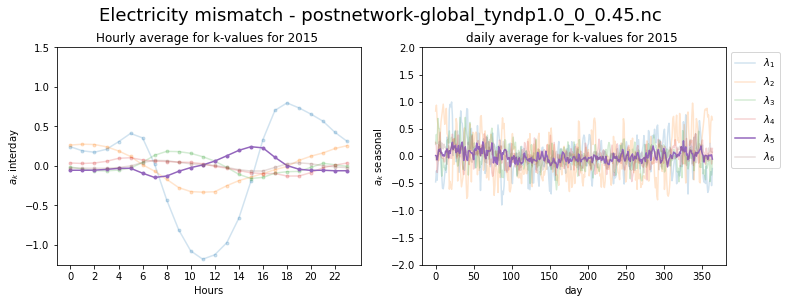 Electricity mismatch - postnetwork-global_tyndp1.0_0_0.45.nc
Hourly average for k-values for 2015
1.5
1.0
0.5
0.0
−0.5
−1.0
a_k interday
0 2 4 6 8 10 12 14 16 18 20 22
Hours
daily average for k-values for 2015
2.0
1.5
1.0
0.5
0.0
−0.5
−1.0
−1.5
−2.0
a_k seasonal
0 50 100 150 200 250 300 350
day
λ₁
λ₂
λ₃
λ₄
λ₅
λ₆